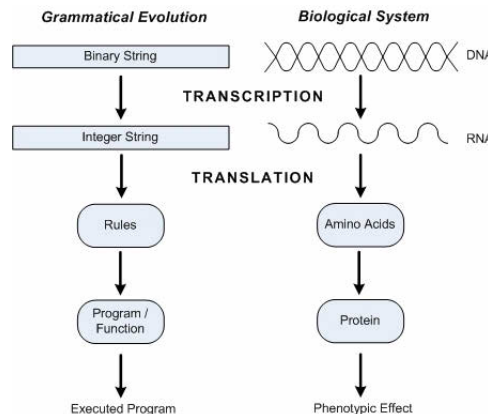 Grammatical Evolution Biological System
Binary String DNA
TRANSCRIPTION
Integer String RNA
TRANSLATION
Rules Amino Acids
Program / Function Protein
Executed Program Phenotypic Effect